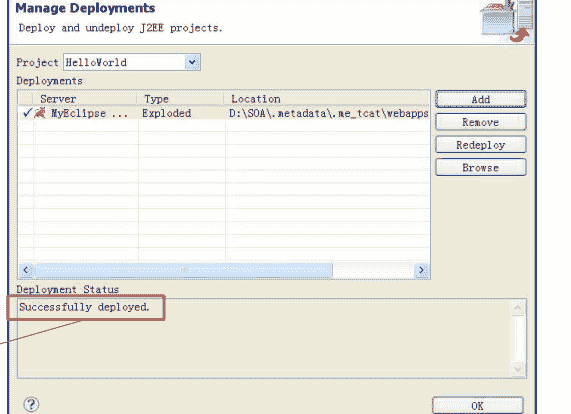 Manage Deployments
Deploy and undeploy J2EE projects.
Project HelloWorld
Deployments
Server Type Location Add
MyEclipse ... Exploded D:\SOA\.metadata\.me_tcat\webapps
Remove
Redeploy
Browse
Deployment Status
Successfully deployed.
? OK